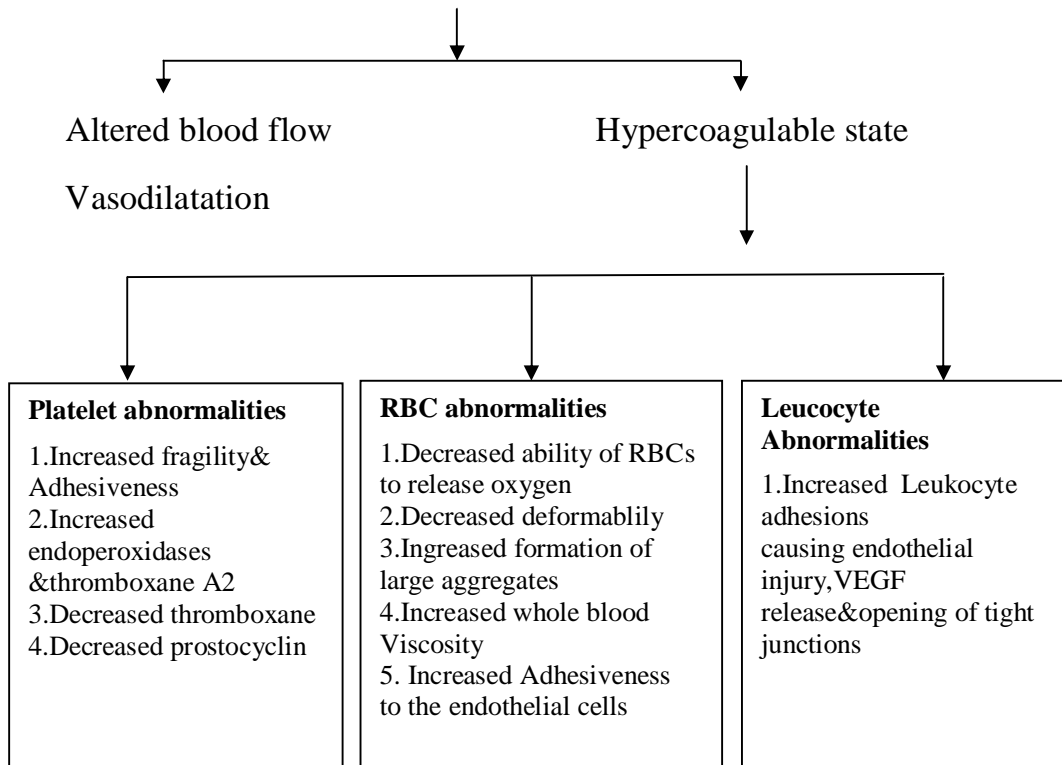 Altered blood flow
Hypercoagulable state
Vasodilatation
Platelet abnormalities
1.Increased fragility&
Adhesiveness
2.Increased
endoperoxidases
&thromboxane A2
3.Decreased thromboxane
4.Decreased prostocyclin
RBC abnormalities
1.Decreased ability of RBCs
to release oxygen
2.Decreased deformablily
3.Ingreased formation of
large aggregates
4.Increased whole blood
Viscosity
5. Increased Adhesiveness
to the endothelial cells
Leucocyte
Abnormalities
1.Increased Leukocyte
adhesions
causing endothelial
injury,VEGF
release&opening of tight
junctions